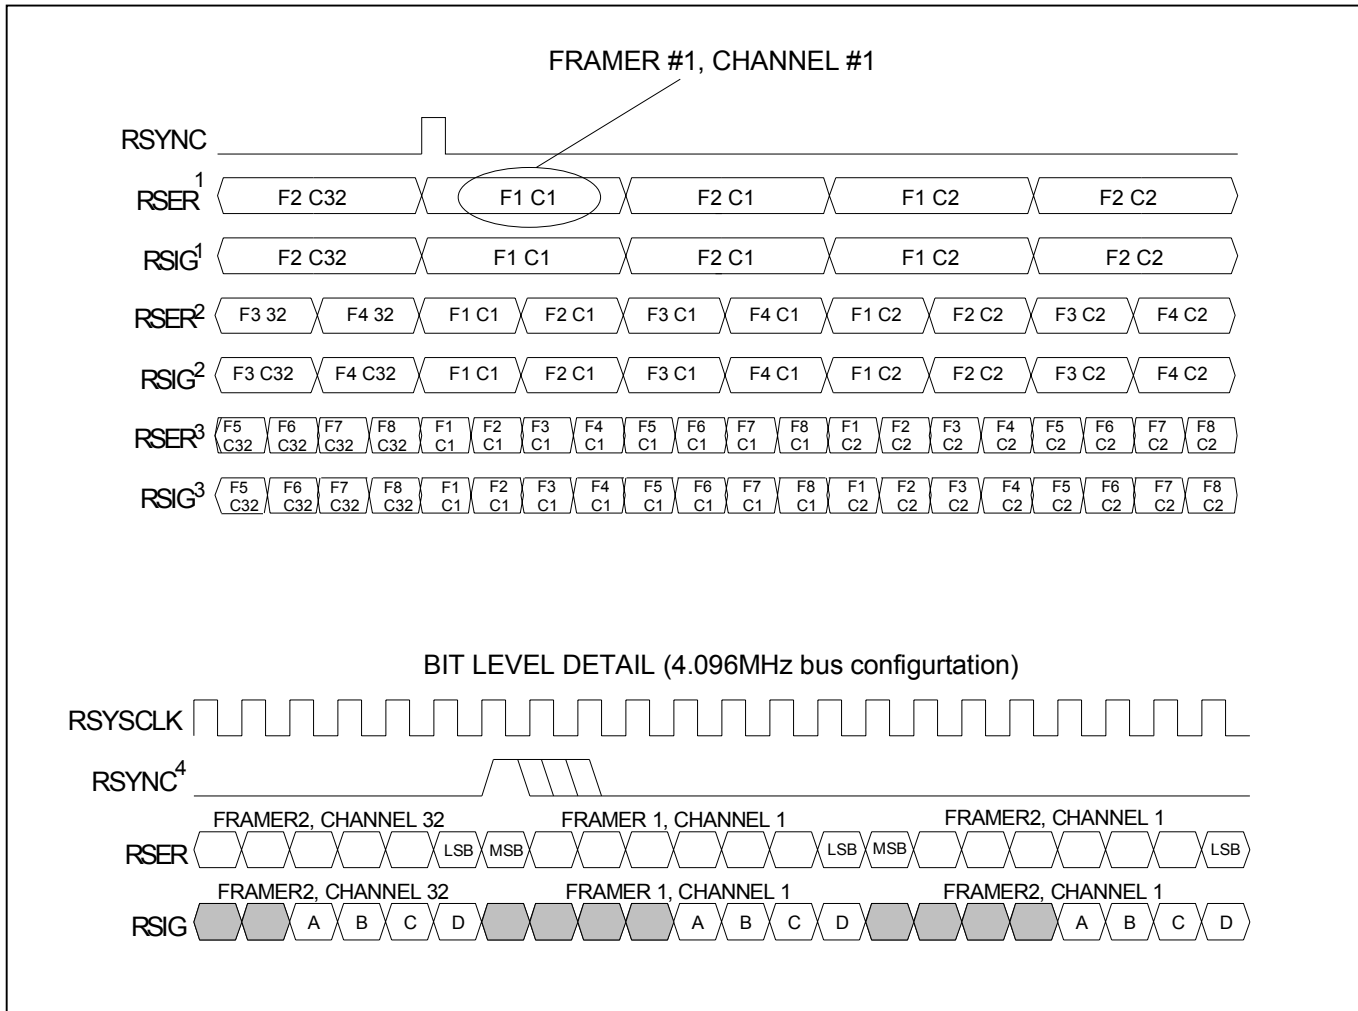 FRAMER #1, CHANNEL #1
RSYNC
RSER1 F2 C32 F1 C1 F2 C1 F1 C2 F2 C2
RSIG1 F2 C32 F1 C1 F2 C1 F1 C2 F2 C2
RSER2 F3 32 F4 32 F1 C1 F2 C1 F3 C1 F4 C1 F1 C2 F2 C2 F3 C2 F4 C2
RSIG2 F3 C32 F4 C32 F1 C1 F2 C1 F3 C1 F4 C1 F1 C2 F2 C2 F3 C2 F4 C2
RSER3 F5 C32 F6 C32 F7 C32 F8 C32 F1 C1 F2 C1 F3 C1 F4 C1 F5 C1 F6 C1 F7 C1 F8 C1 F1 C2 F2 C2 F3 C2 F4 C2 F5 C2 F6 C2 F7 C2 F8 C2
RSIG3 F5 C32 F6 C32 F7 C32 F8 C32 F1 C1 F2 C1 F3 C1 F4 C1 F5 C1 F6 C1 F7 C1 F8 C1 F1 C2 F2 C2 F3 C2 F4 C2 F5 C2 F6 C2 F7 C2 F8 C2
BIT LEVEL DETAIL (4.096MHz bus configurtation)
RSYSCLK
RSYNC4
FRAMER2, CHANNEL 32 FRAMER 1, CHANNEL 1 FRAMER2, CHANNEL 1
RSER LSB MSB LSB MSB LSB
FRAMER2, CHANNEL 32 FRAMER 1, CHANNEL 1 FRAMER2, CHANNEL 1
RSIG A B C D A B C D A B C D